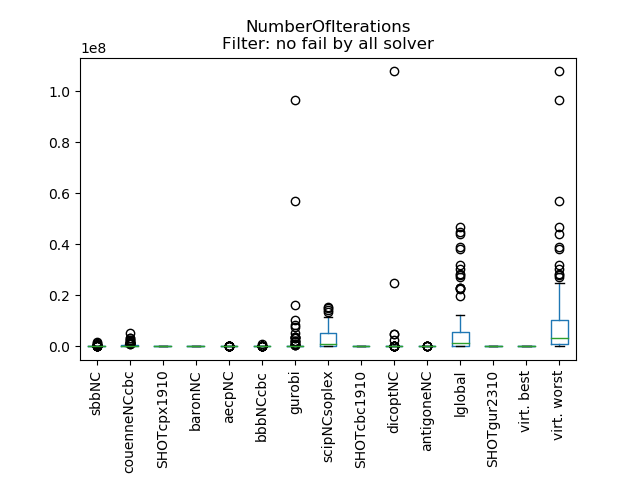 NumberOfIterations
Filter: no fail by all solver
1e8
1.0
0.8
0.6
0.4
0.2
0.0
sbbNC
couenneNCcbc
SHOTcpx1910
baronNC
aecpNC
bbbNCcbc
gurobi
scipNCsoplex
SHOTcbc1910
dicoptNC
antigoneNC
lglobal
SHOTgur2310
virt. best
virt. worst